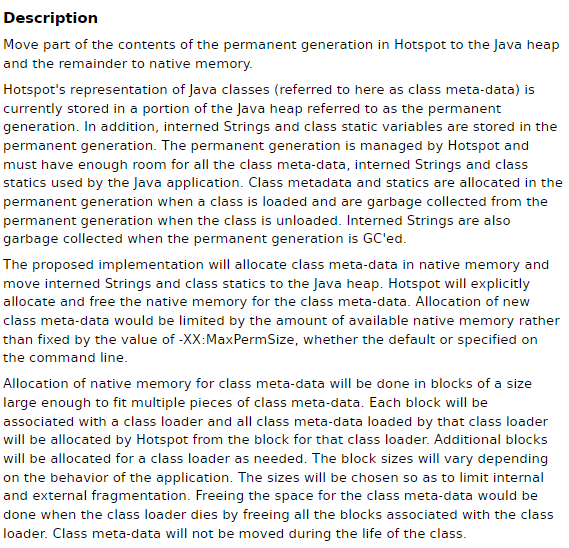 Description
Move part of the contents of the permanent generation in Hotspot to the Java heap
and the remainder to native memory.
Hotspot's representation of Java classes (referred to here as class meta-data) is
currently stored in a portion of the Java heap referred to as the permanent
generation. In addition, interned Strings and class static variables are stored in the
permanent generation. The permanent generation is managed by Hotspot and
must have enough room for all the class meta-data, interned Strings and class
statics used by the Java application. Class metadata and statics are allocated in the
permanent generation when a class is loaded and are garbage collected from the
permanent generation when the class is unloaded. Interned Strings are also
garbage collected when the permanent generation is GC'ed.
The proposed implementation will allocate class meta-data in native memory and
move interned Strings and class statics to the Java heap. Hotspot will explicitly
allocate and free the native memory for the class meta-data. Allocation of new
class meta-data would be limited by the amount of available native memory rather
than fixed by the value of -XX:MaxPermSize, whether the default or specified on
the command line.
Allocation of native memory for class meta-data will be done in blocks of a size
large enough to fit multiple pieces of class meta-data. Each block will be
associated with a class loader and all class meta-data loaded by that class loader
will be allocated by Hotspot from the block for that class loader. Additional blocks
will be allocated for a class loader as needed. The block sizes will vary depending
on the behavior of the application. The sizes will be chosen so as to limit internal
and external fragmentation. Freeing the space for the class meta-data would be
done when the class loader dies by freeing all the blocks associated with the class
loader. Class meta-data will not be moved during the life of the class.